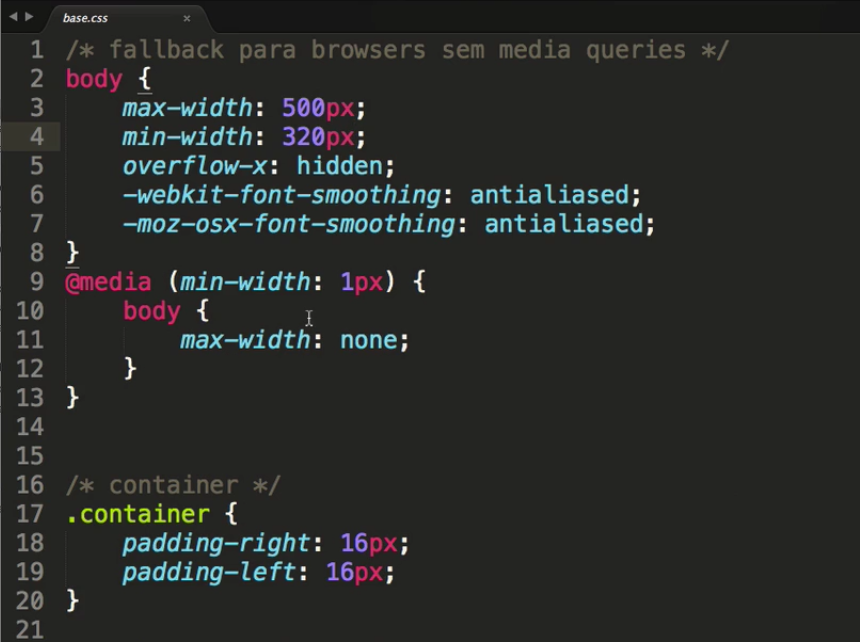 base.css
1 /* fallback para browsers sem media queries */
2 body {
3 max-width: 500px;
4 min-width: 320px;
5 overflow-x: hidden;
6 -webkit-font-smoothing: antialiased;
7 -moz-osx-font-smoothing: antialiased;
8 }
9 @media (min-width: 1px) {
10 body {
11 max-width: none;
12 }
13 }
14
15
16 /* container */
17 .container {
18 padding-right: 16px;
19 padding-left: 16px;
20 }
21